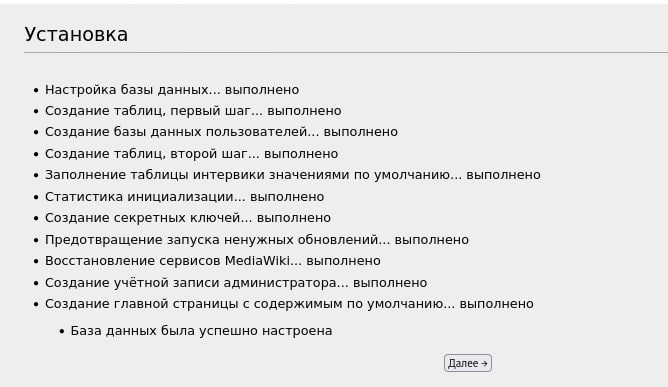 Установка
• Настройка базы данных... выполнено
• Создание таблиц, первый шаг... выполнено
• Создание базы данных пользователей... выполнено
• Создание таблиц, второй шаг... выполнено
• Заполнение таблицы интервики значениями по умолчанию... выполнено
• Статистика инициализации... выполнено
• Создание секретных ключей... выполнено
• Предотвращение запуска ненужных обновлений... выполнено
• Восстановление сервисов MediaWiki... выполнено
• Создание учётной записи администратора... выполнено
• Создание главной страницы с содержимым по умолчанию... выполнено
• База данных была успешно настроена
Далее →